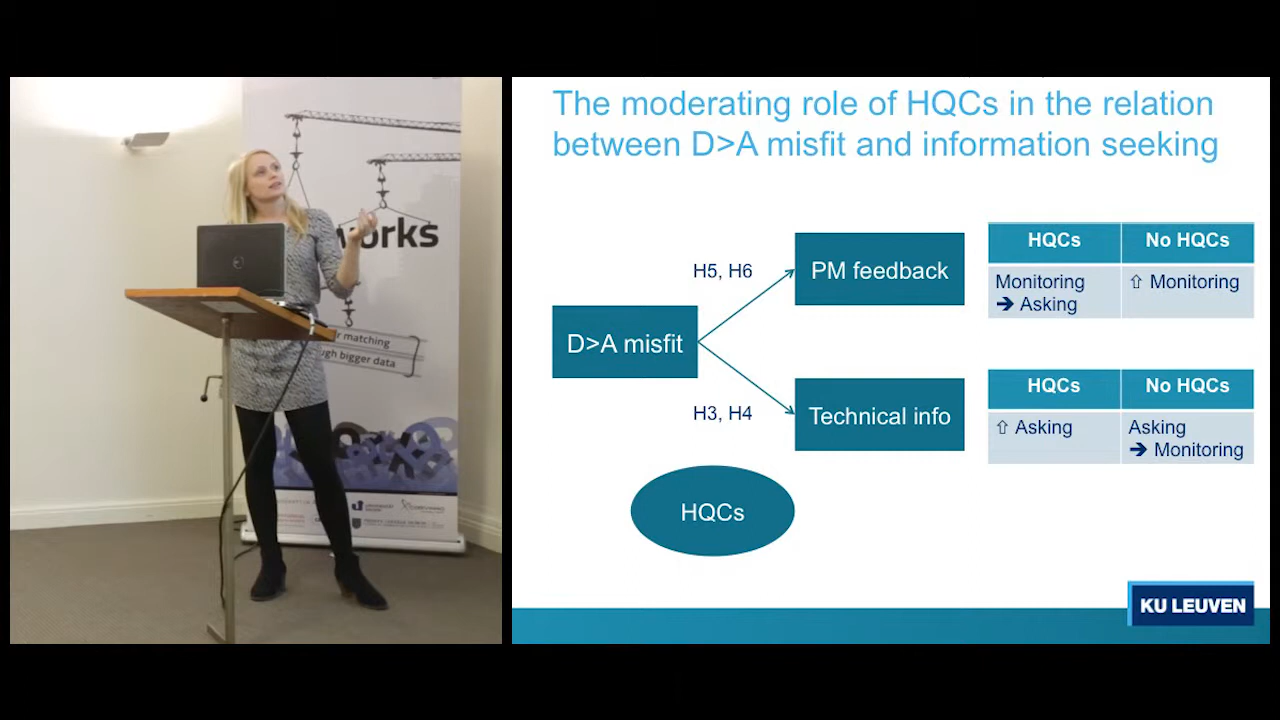 The moderating role of HQCs in the relation
between D>A misfit and information seeking
works
r matching
ugh bigger data
D>A misfit
H5, H6
PM feedback
HQCs
No HQCs
Monitoring
➔ Asking
⇧ Monitoring
H3, H4
Technical info
HQCs
No HQCs
⇧ Asking
Asking
➔ Monitoring
HQCs
KU LEUVEN